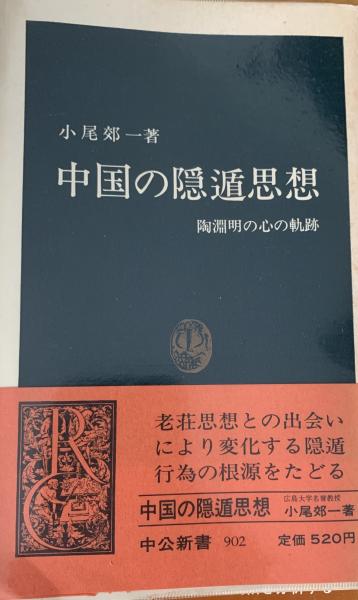 小尾郊一著
中国の隠遁思想
陶淵明の心の軌跡
老荘思想との出会い
により変化する隠遁
行為の根源をたどる
中国の隠遁思想 広島大学名誉教授 小尾郊一著
中公新書 902 定価 520円